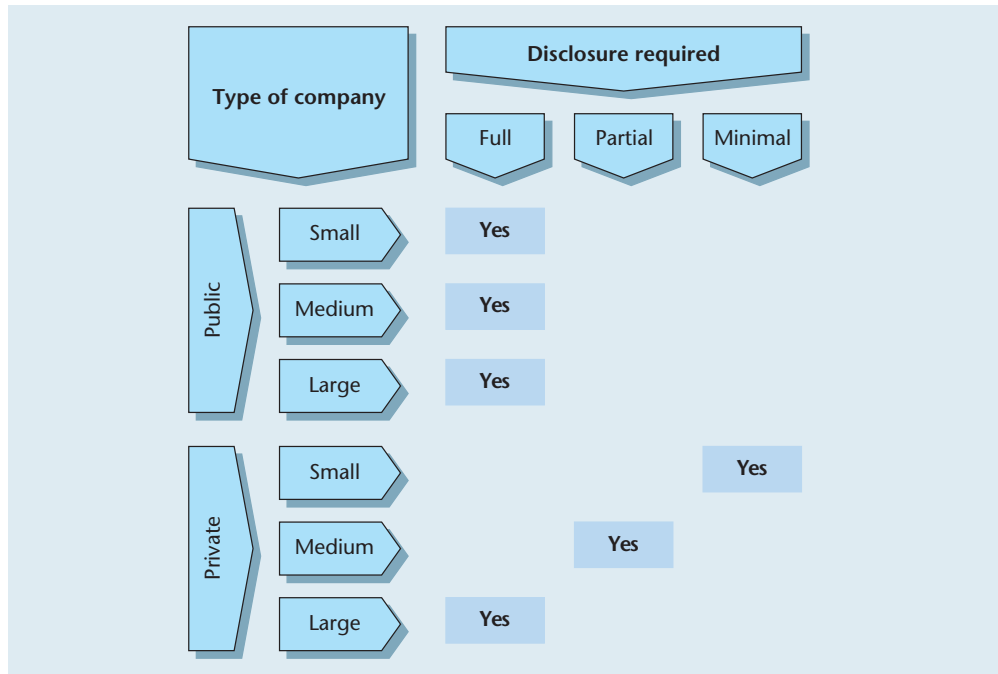 Type of company
Disclosure required
Full
Partial
Minimal
Public
Small
Yes
Medium
Yes
Large
Yes
Private
Small
Yes
Medium
Yes
Large
Yes